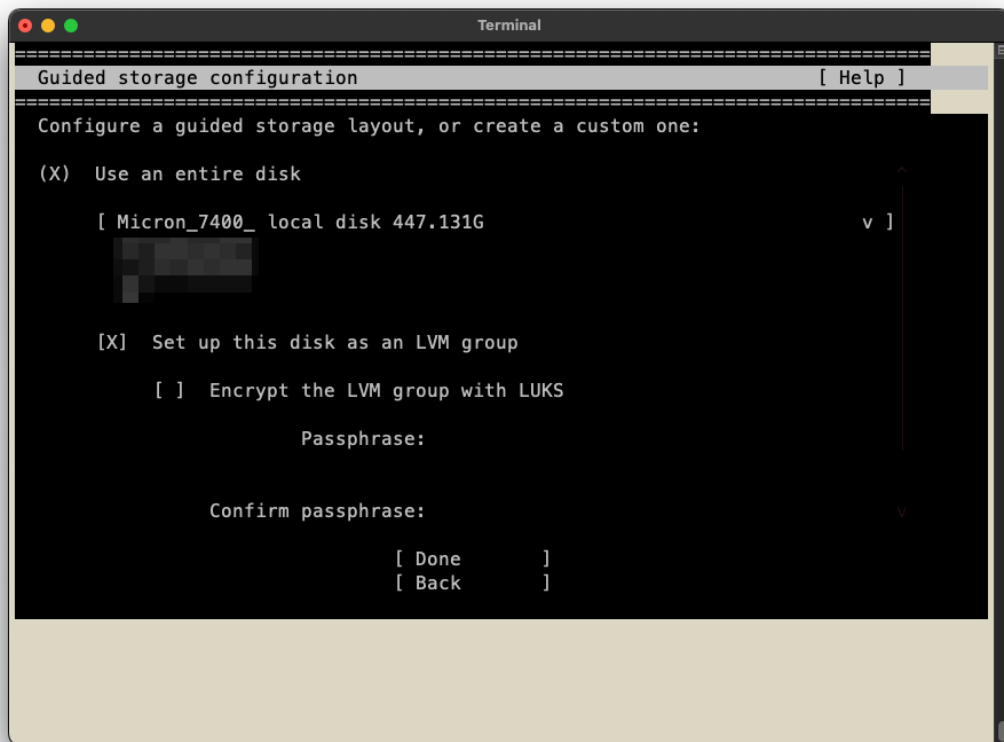 Terminal
================================================================================
Guided storage configuration [ Help ]
================================================================================
Configure a guided storage layout, or create a custom one:
(X) Use an entire disk ^
[ Micron_7400_ local disk 447.131G v ]
[X] Set up this disk as an LVM group
[ ] Encrypt the LVM group with LUKS
Passphrase:
Confirm passphrase: v
[ Done ]
[ Back ]